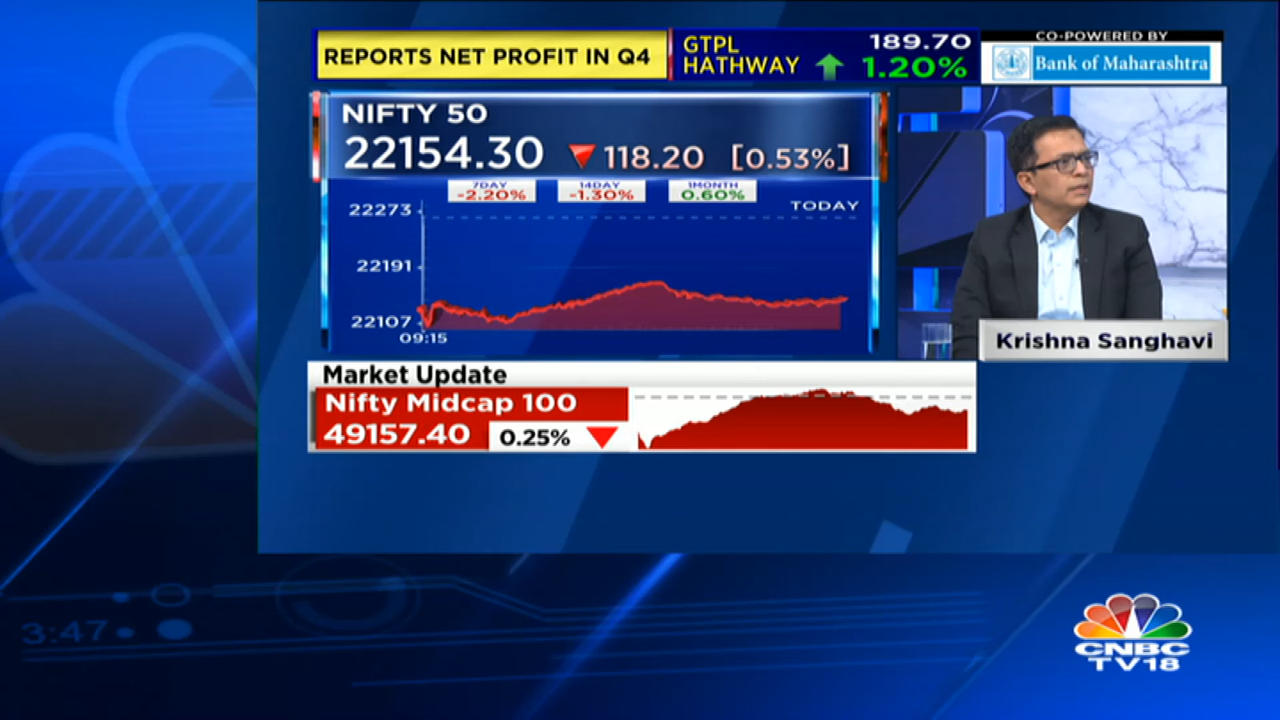 REPORTS NET PROFIT IN Q4
GTPL
HATHWAY
189.70
1.20%
CO-POWERED BY
Bank of Maharashtra
NIFTY 50
22154.30 118.20 [0.53%]
7DAY
-2.20%
14DAY
-1.30%
1MONTH
0.60%
TODAY
22273
22191
22107
09:15
Krishna Sanghavi
Market Update
Nifty Midcap 100
49157.40 0.25%
3:47
CNBC
TV18